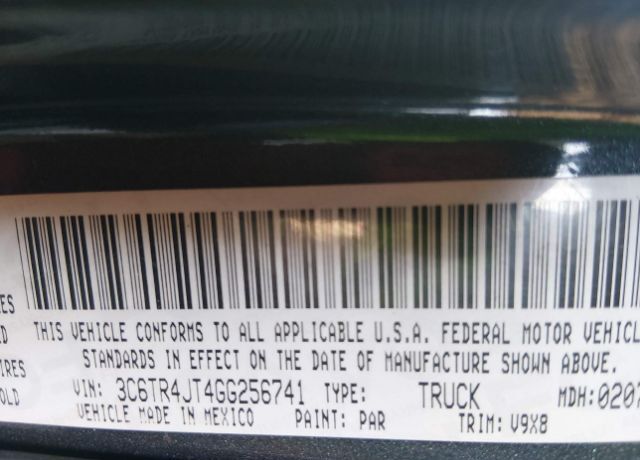 ES
D
THIS VEHICLE CONFORMS TO ALL APPLICABLE U.S.A. FEDERAL MOTOR VEHICL
STANDARDS IN EFFECT ON THE DATE OF MANUFACTURE SHOWN ABOVE.
IRES
OLD
VIN: 3C6TR4JT4GG256741 TYPE: TRUCK MDH:0207
VEHICLE MADE IN MEXICO PAINT: PAR TRIM: V9X8